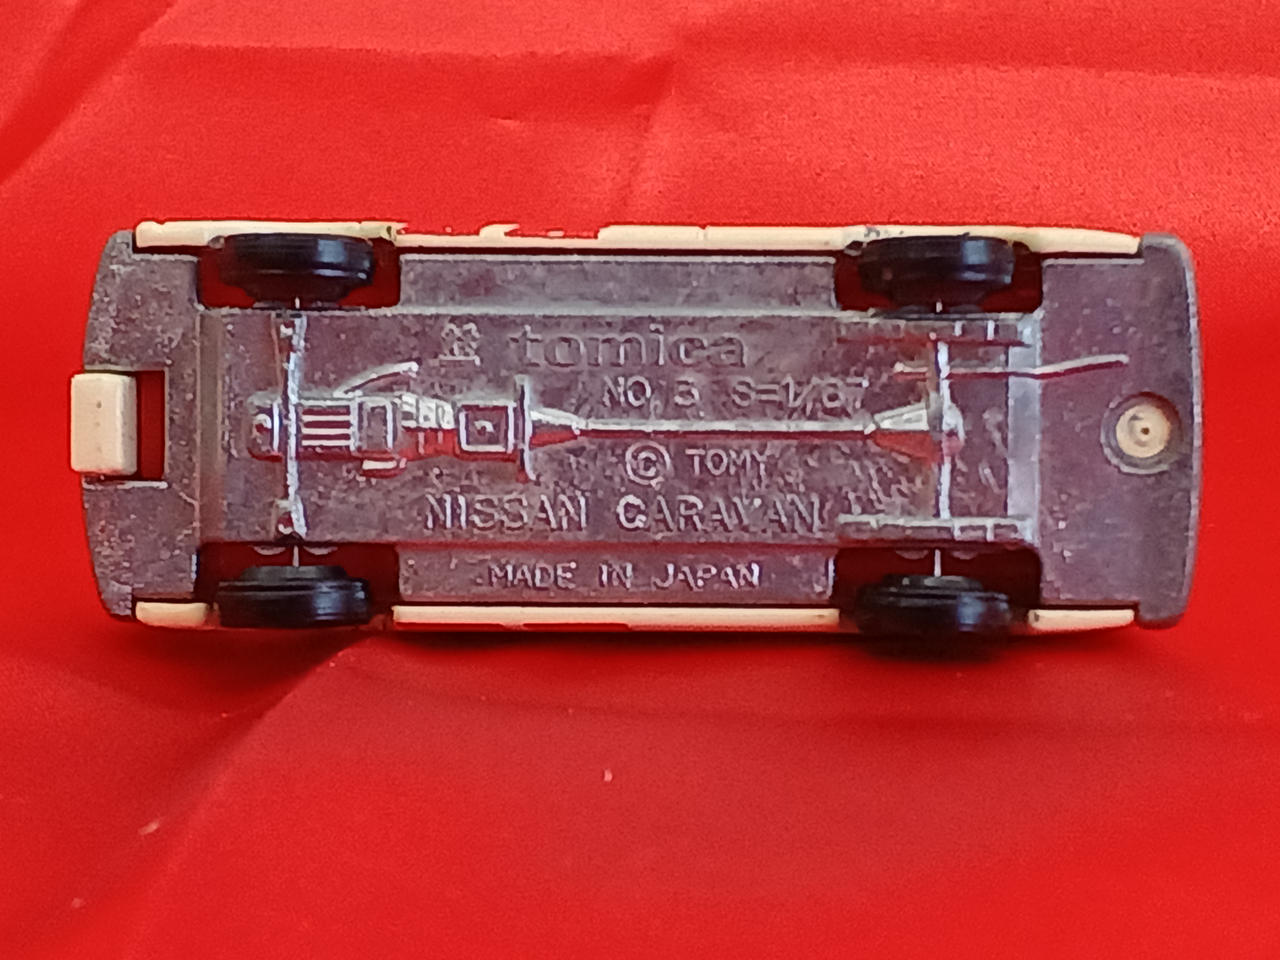 tomica
NO. 3 S=1/67
© TOMY
NISSAN CARAVAN
MADE IN JAPAN